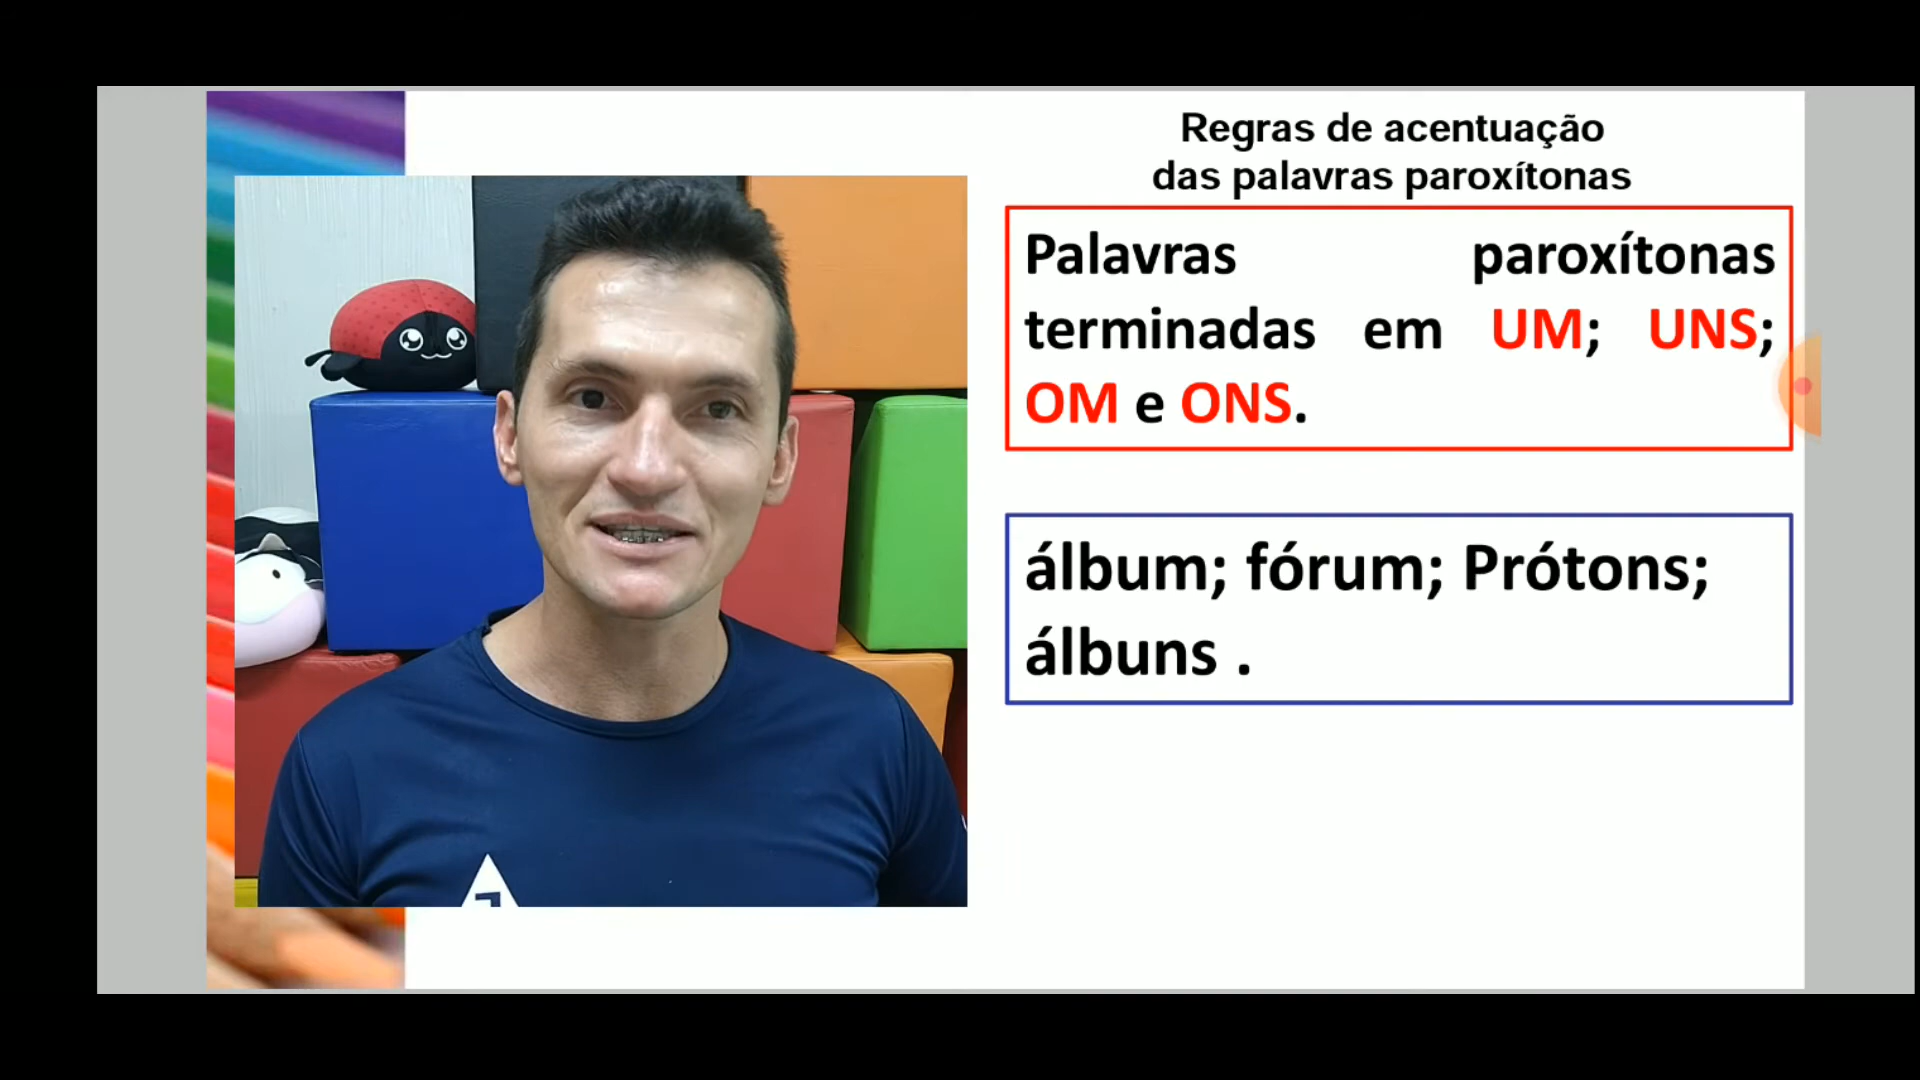 Regras de acentuação
das palavras paroxítonas
Palavras paroxítonas
terminadas em UM; UNS;
OM e ONS.
álbum; fórum; Prótons;
álbuns .